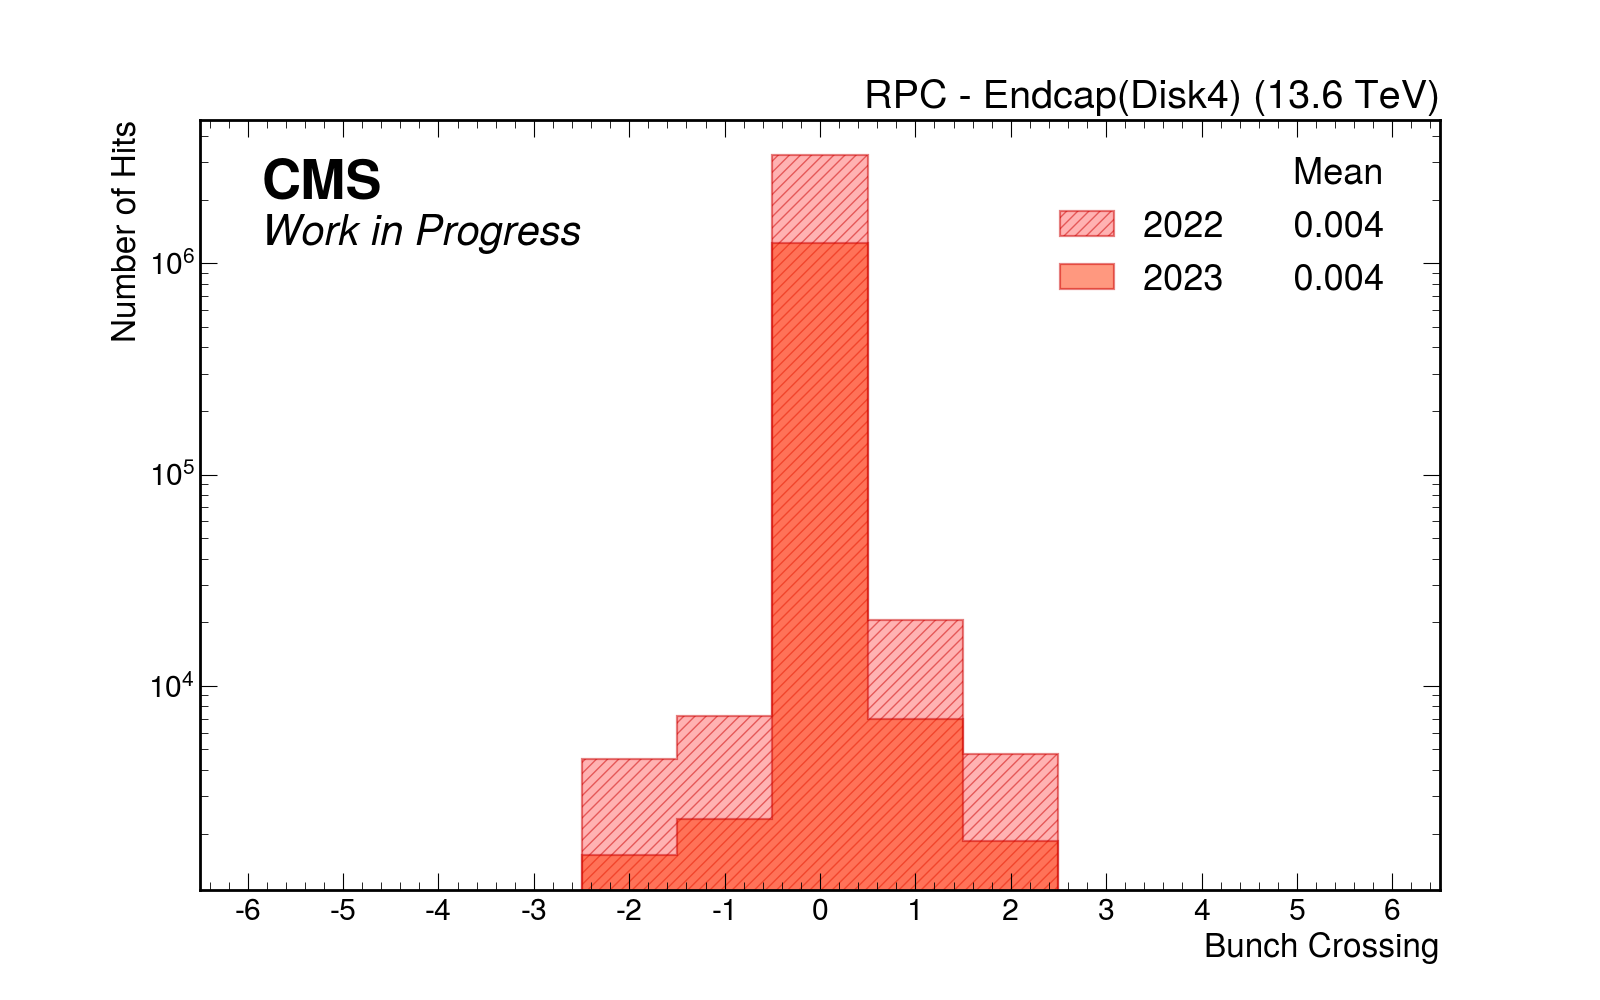 RPC - Endcap(Disk4) (13.6 TeV)
Number of Hits
CMS
Work in Progress
Mean
2022 0.004
2023 0.004
10⁶
10⁵
10⁴
-6 -5 -4 -3 -2 -1 0 1 2 3 4 5 6
Bunch Crossing